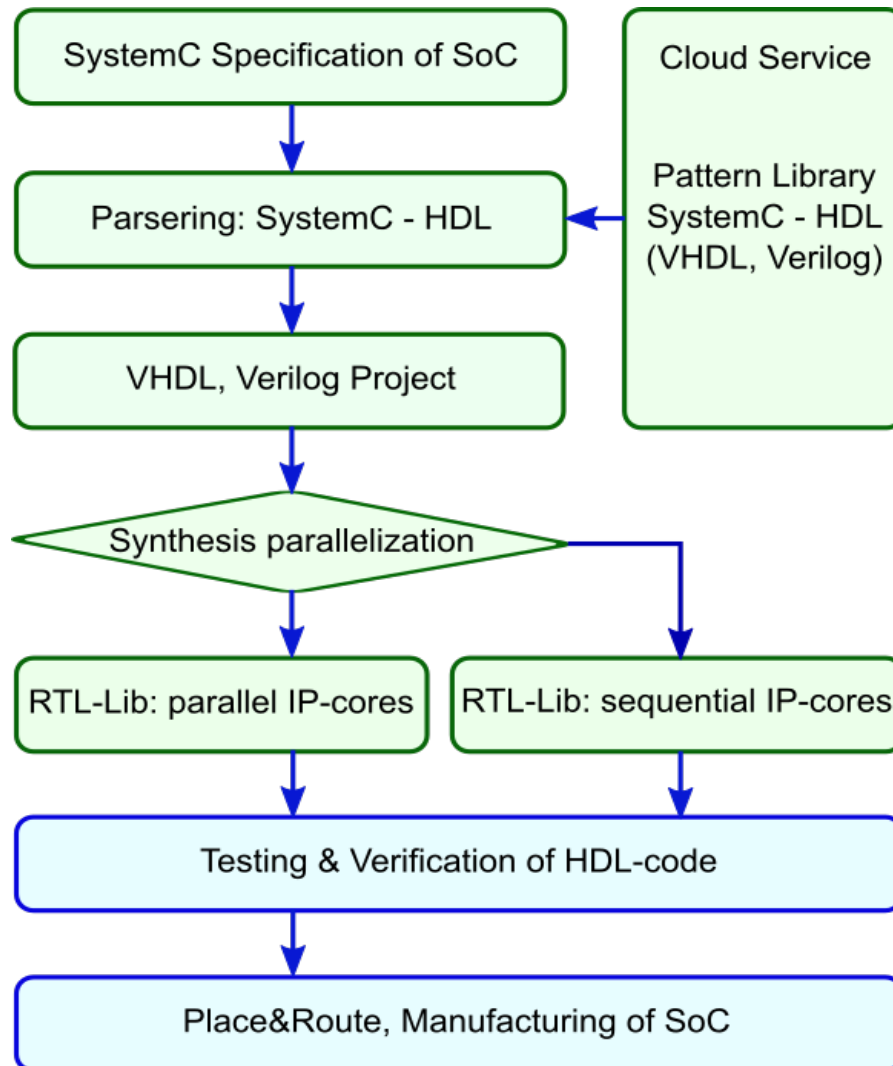 SystemC Specification of SoC
Cloud Service
Pattern Library
SystemC - HDL
(VHDL, Verilog)
Parsering: SystemC - HDL
VHDL, Verilog Project
Synthesis parallelization
RTL-Lib: parallel IP-cores
RTL-Lib: sequential IP-cores
Testing & Verification of HDL-code
Place&Route, Manufacturing of SoC